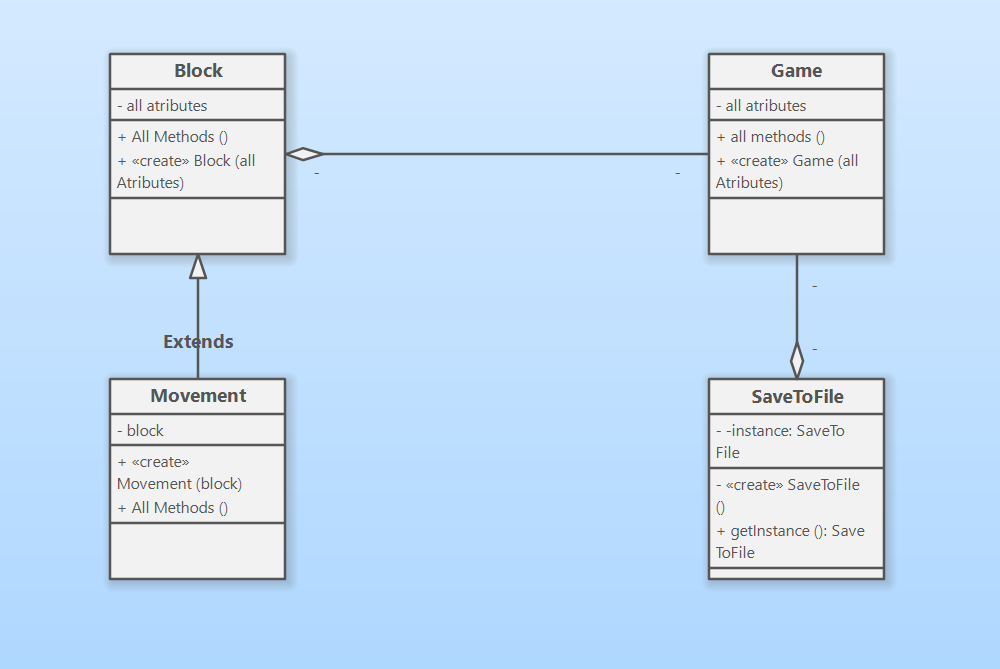 Block
- all atributes
+ All Methods ()
+ «create» Block (all
Atributes)
Game
- all atributes
+ all methods ()
+ «create» Game (all
Atributes)
-
-
-
-
Extends
Movement
- block
+ «create»
Movement (block)
+ All Methods ()
SaveToFile
- -instance: SaveTo
File
- «create» SaveToFile
()
+ getInstance (): Save
ToFile